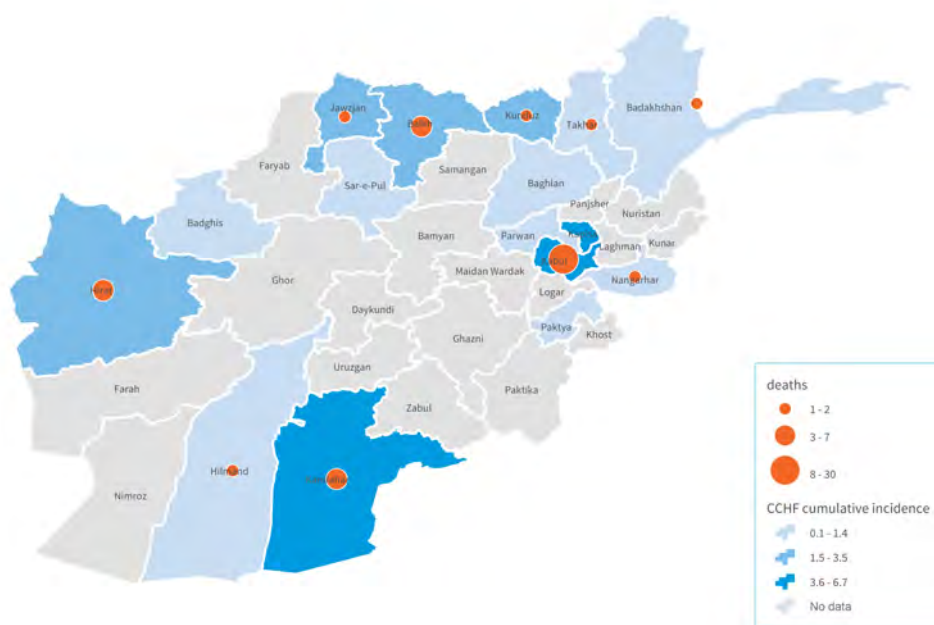 Jawzjan
Balkh
Kunduz
Takhar
Badakhshan
Faryab
Sar-e-Pul
Samangan
Baghlan
Panjsher
Nuristan
Badghis
Bamyan
Parwan
Kapisa
Laghman
Kunar
Hirat
Ghor
Maidan Wardak
Kabul
Nangarhar
Logar
Daykundi
Ghazni
Paktya
Khost
Uruzgan
Farah
Zabul
Paktika
Hilmand
Kandahar
Nimroz
deaths
1 - 2
3 - 7
8 - 30
CCHF cumulative incidence
0.1 - 1.4
1.5 - 3.5
3.6 - 6.7
No data